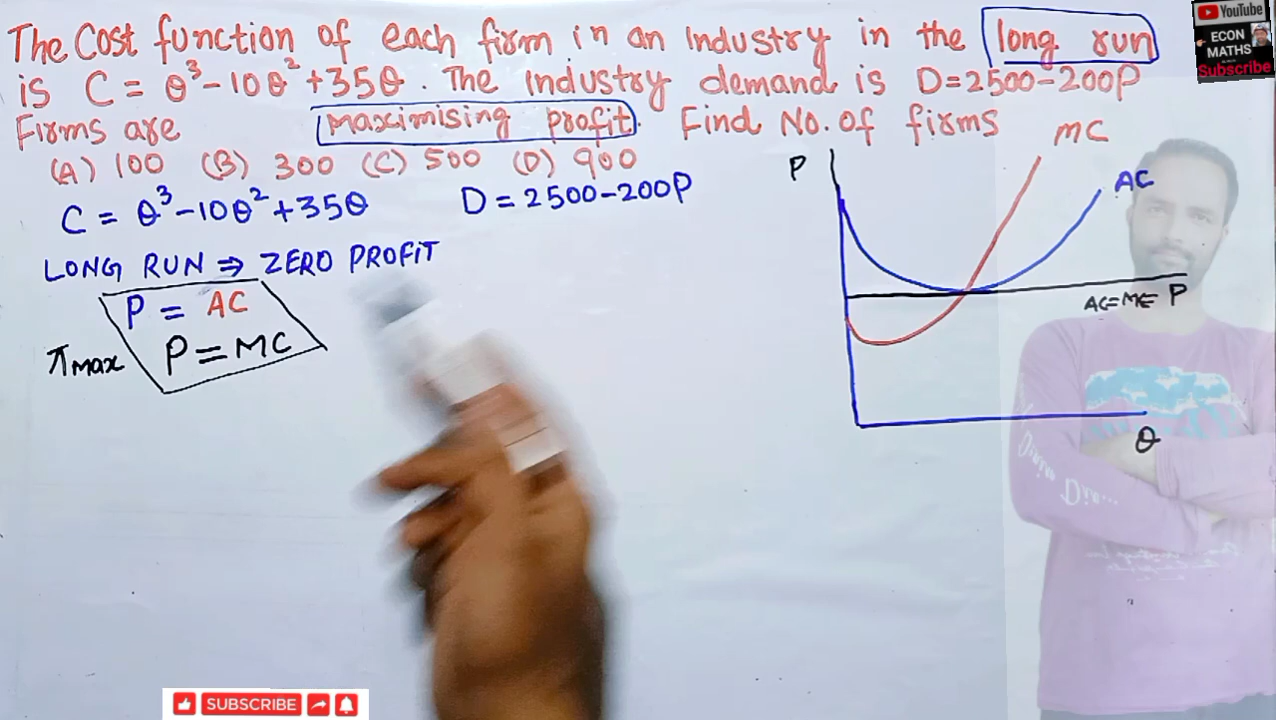 The Cost function of each firm in an industry in the long run
is C = θ³ - 10θ² + 35θ. The industry demand is D = 2500 - 200P
Firms are maximising profit. Find No. of firms
(A) 100 (B) 300 (C) 500 (D) 900
C = θ³ - 10θ² + 35θ D = 2500 - 200P
LONG RUN ⇒ ZERO PROFIT
P = AC
πMax P = MC
P
MC
AC
AC=MC= P
θ
YouTube
ECON
MATHS
Subscribe
SUBSCRIBE